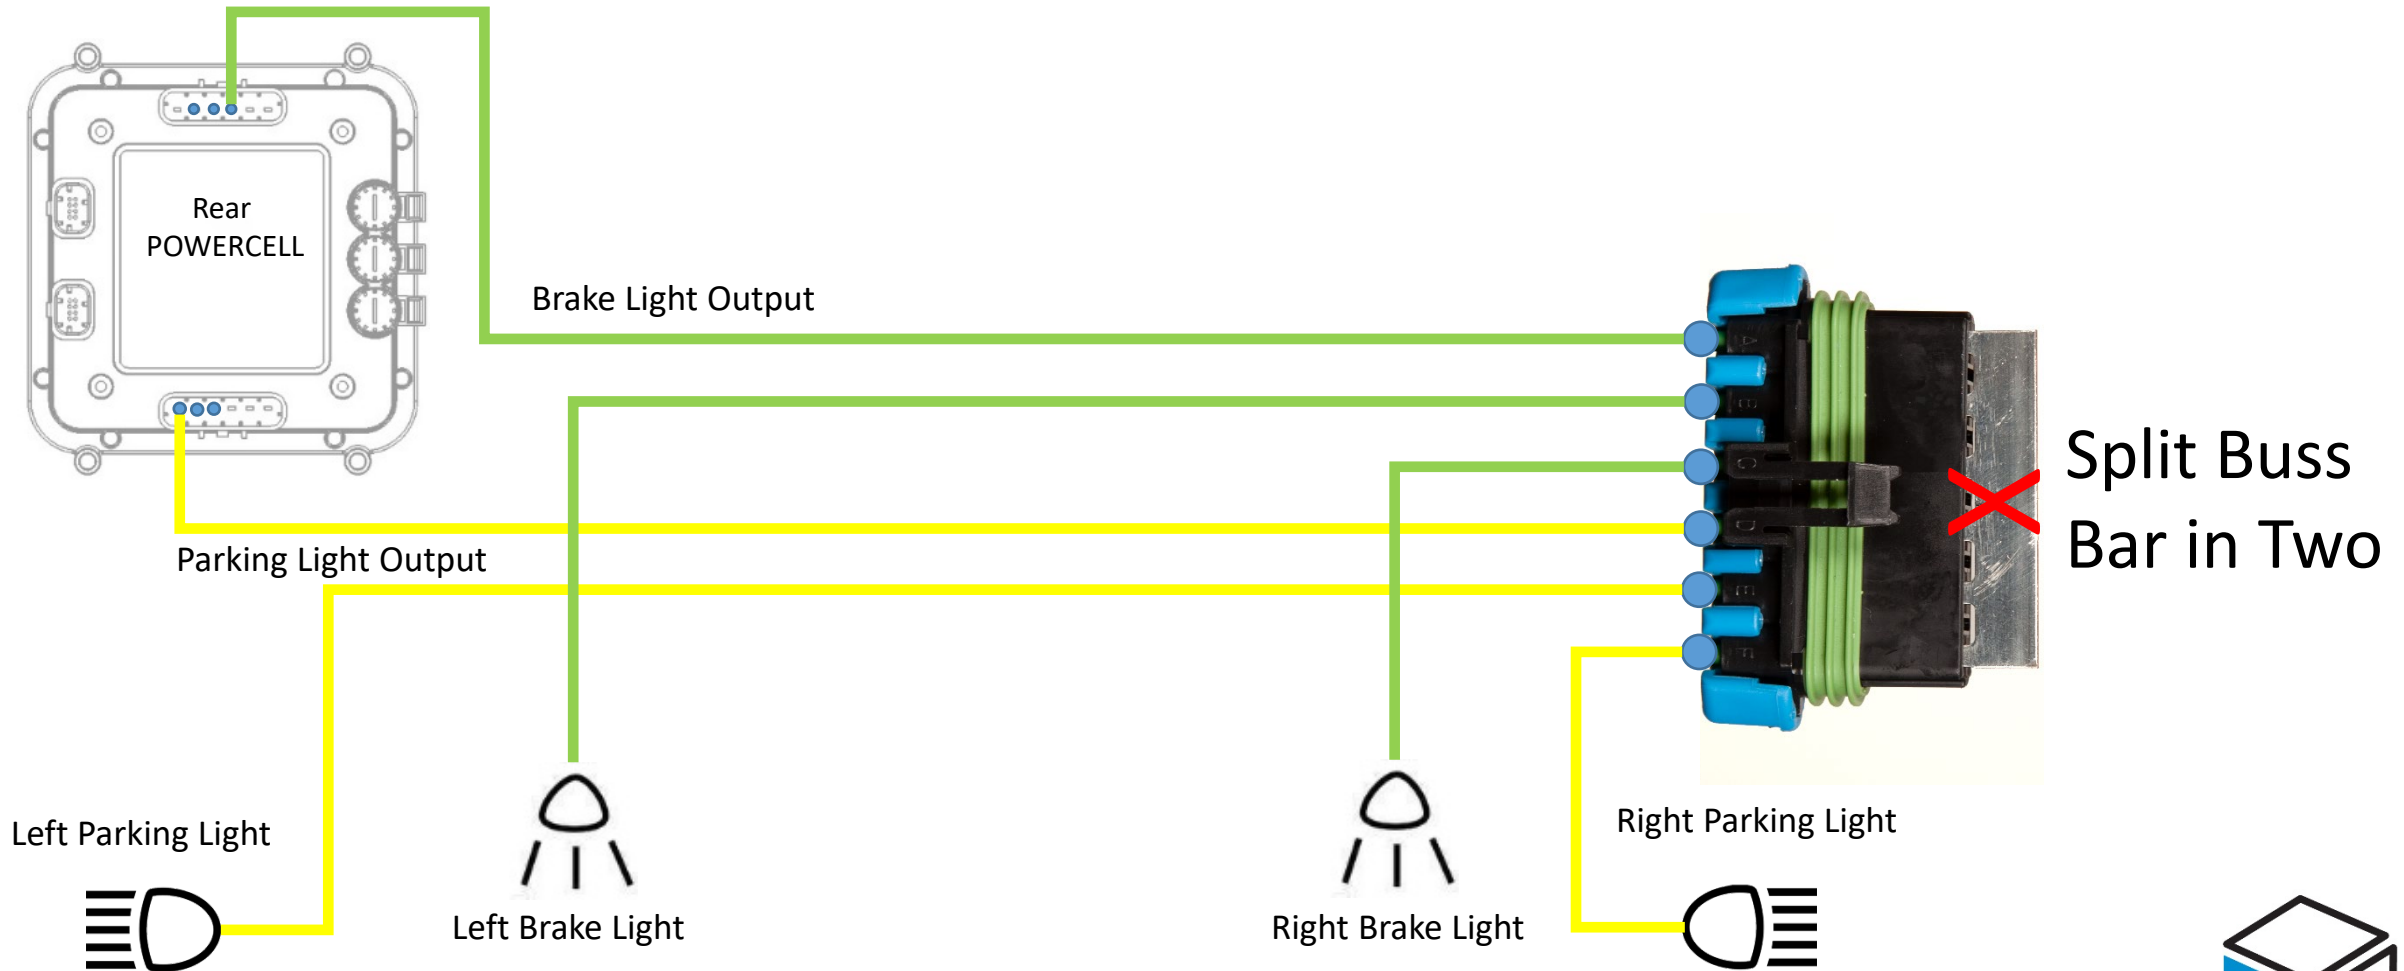 Rear
POWERCELL
Brake Light Output
Split Buss
Bar in Two
Parking Light Output
Left Parking Light
Left Brake Light
Right Brake Light
Right Parking Light
A
C
D
E
F